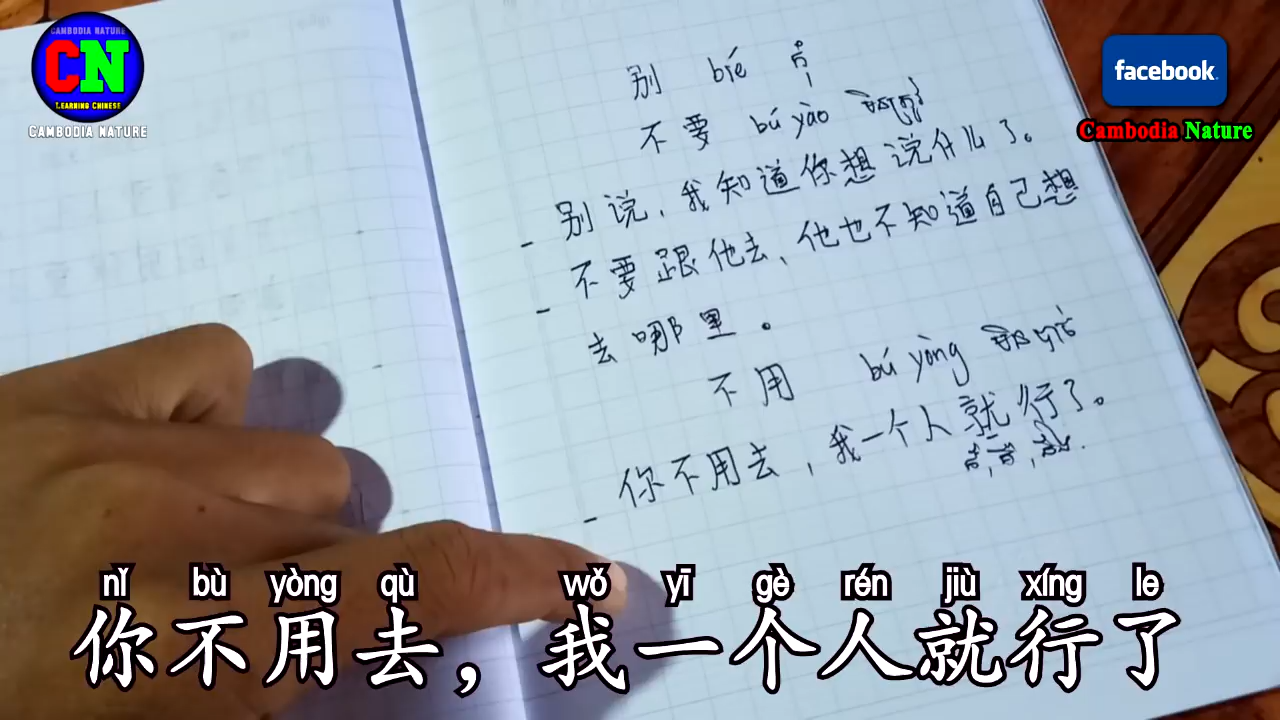 CAMBODIA NATURE
CN
Learning Chinese
Cambodia Nature
facebook
Cambodia Nature
别 bíe កុំ
不要 bú yào
别说,我知道你想说什么了。
- 不要跟他去、他也不知道自己想
- 去哪里。
不用 bú yòng
- 你不用去,我一个人就行了。
nǐ bù yòng qù wǒ yī gè rén jiù xíng le
你不用去,我一个人就行了